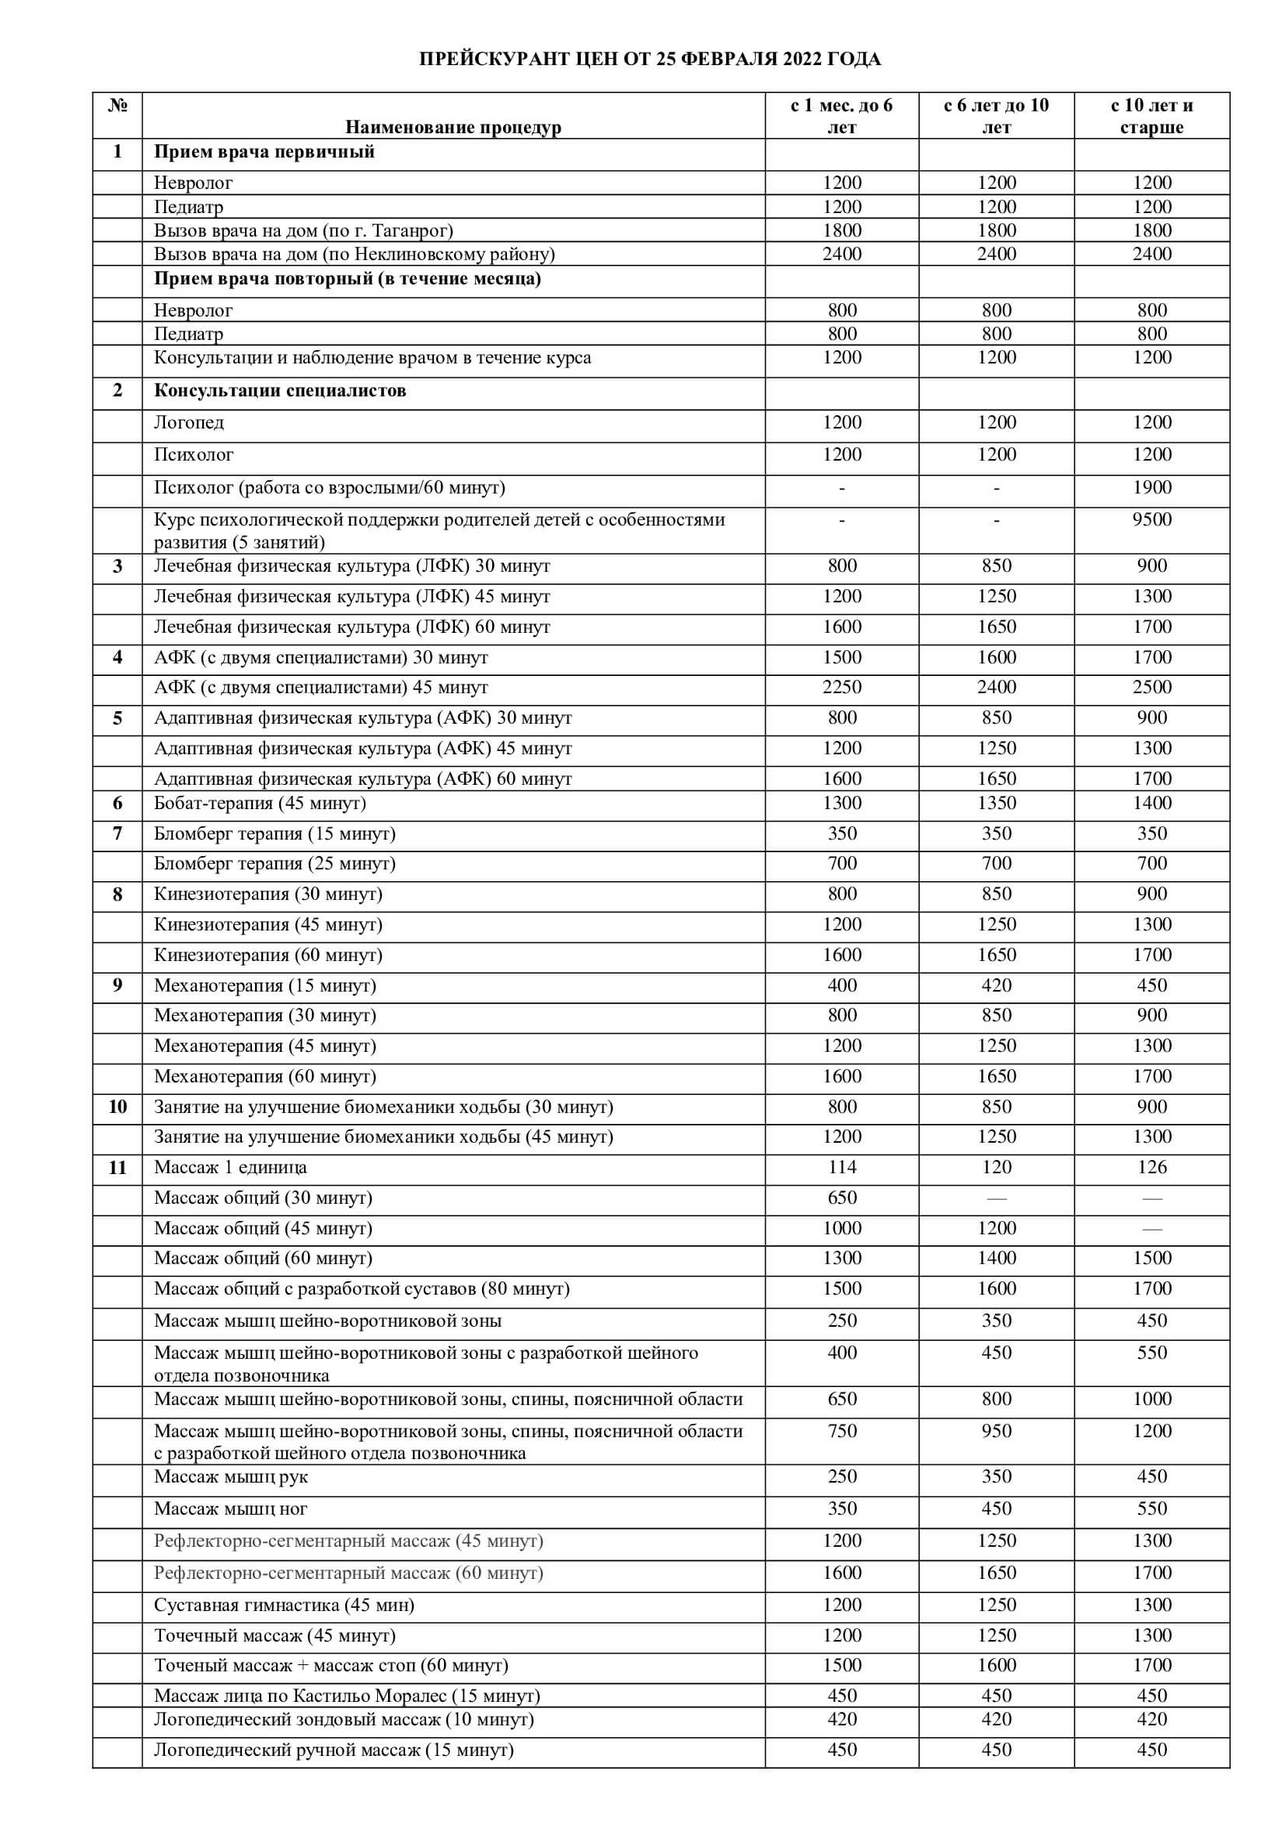 ПРЕЙСКУРАНТ ЦЕН ОТ 25 ФЕВРАЛЯ 2022 ГОДА
№ Наименование процедур с 1 мес. до 6 лет с 6 лет до 10 лет с 10 лет и старше
1 Прием врача первичный
Невролог 1200 1200 1200
Педиатр 1200 1200 1200
Вызов врача на дом (по г. Таганрог) 1800 1800 1800
Вызов врача на дом (по Неклиновскому району) 2400 2400 2400
Прием врача повторный (в течение месяца)
Невролог 800 800 800
Педиатр 800 800 800
Консультации и наблюдение врачом в течение курса 1200 1200 1200
2 Консультации специалистов
Логопед 1200 1200 1200
Психолог 1200 1200 1200
Психолог (работа со взрослыми/60 минут) - - 1900
Курс психологической поддержки родителей детей с особенностями - - 9500
развития (5 занятий)
3 Лечебная физическая культура (ЛФК) 30 минут 800 850 900
Лечебная физическая культура (ЛФК) 45 минут 1200 1250 1300
Лечебная физическая культура (ЛФК) 60 минут 1600 1650 1700
4 АФК (с двумя специалистами) 30 минут 1500 1600 1700
АФК (с двумя специалистами) 45 минут 2250 2400 2500
5 Адаптивная физическая культура (АФК) 30 минут 800 850 900
Адаптивная физическая культура (АФК) 45 минут 1200 1250 1300
Адаптивная физическая культура (АФК) 60 минут 1600 1650 1700
6 Бобат-терапия (45 минут) 1300 1350 1400
7 Бломберг терапия (15 минут) 350 350 350
Бломберг терапия (25 минут) 700 700 700
8 Кинезиотерапия (30 минут) 800 850 900
Кинезиотерапия (45 минут) 1200 1250 1300
Кинезиотерапия (60 минут) 1600 1650 1700
9 Механотерапия (15 минут) 400 420 450
Механотерапия (30 минут) 800 850 900
Механотерапия (45 минут) 1200 1250 1300
Механотерапия (60 минут) 1600 1650 1700
10 Занятие на улучшение биомеханики ходьбы (30 минут) 800 850 900
Занятие на улучшение биомеханики ходьбы (45 минут) 1200 1250 1300
11 Массаж 1 единица 114 120 126
Массаж общий (30 минут) 650 — —
Массаж общий (45 минут) 1000 1200 —
Массаж общий (60 минут) 1300 1400 1500
Массаж общий с разработкой суставов (80 минут) 1500 1600 1700
Массаж мышц шейно-воротниковой зоны 250 350 450
Массаж мышц шейно-воротниковой зоны с разработкой шейного 400 450 550
отдела позвоночника
Массаж мышц шейно-воротниковой зоны, спины, поясничной области 650 800 1000
Массаж мышц шейно-воротниковой зоны, спины, поясничной области 750 950 1200
с разработкой шейного отдела позвоночника
Массаж мышц рук 250 350 450
Массаж мышц ног 350 450 550
Рефлекторно-сегментарный массаж (45 минут) 1200 1250 1300
Рефлекторно-сегментарный массаж (60 минут) 1600 1650 1700
Суставная гимнастика (45 мин) 1200 1250 1300
Точечный массаж (45 минут) 1200 1250 1300
Точеный массаж + массаж стоп (60 минут) 1500 1600 1700
Массаж лица по Кастильо Моралес (15 минут) 450 450 450
Логопедический зондовый массаж (10 минут) 420 420 420
Логопедический ручной массаж (15 минут) 450 450 450